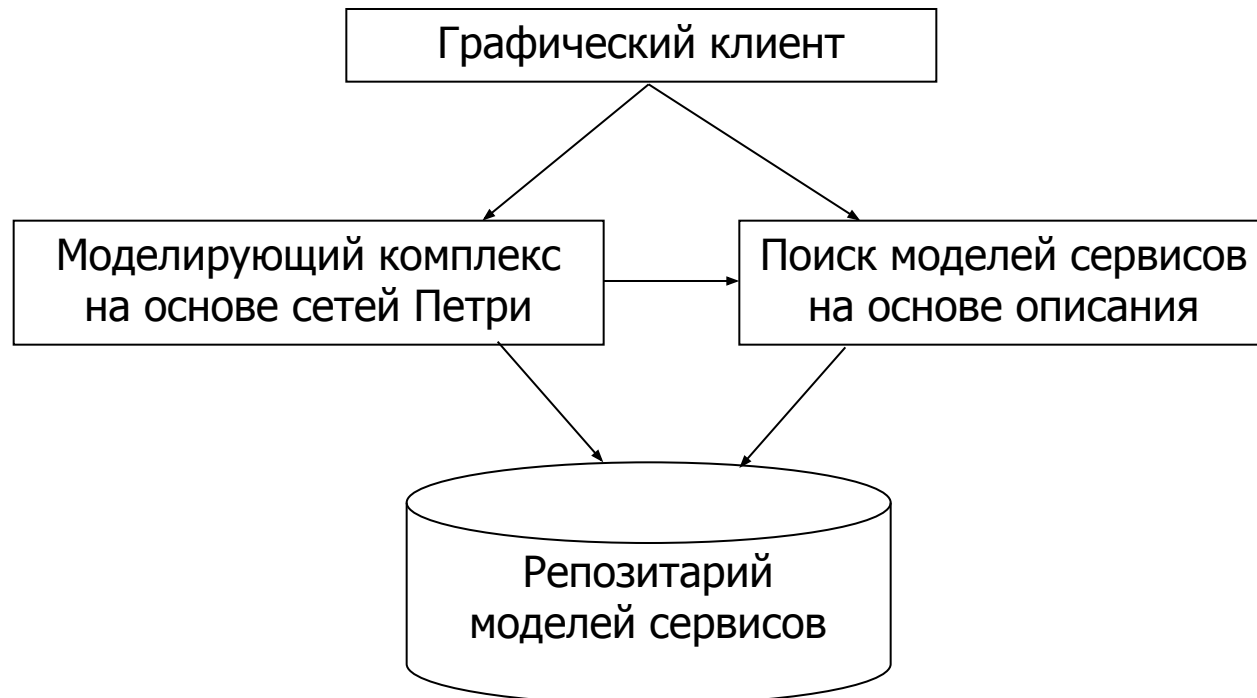 Графический клиент
Моделирующий комплекс
на основе сетей Петри
Поиск моделей сервисов
на основе описания
Репозитарий
моделей сервисов